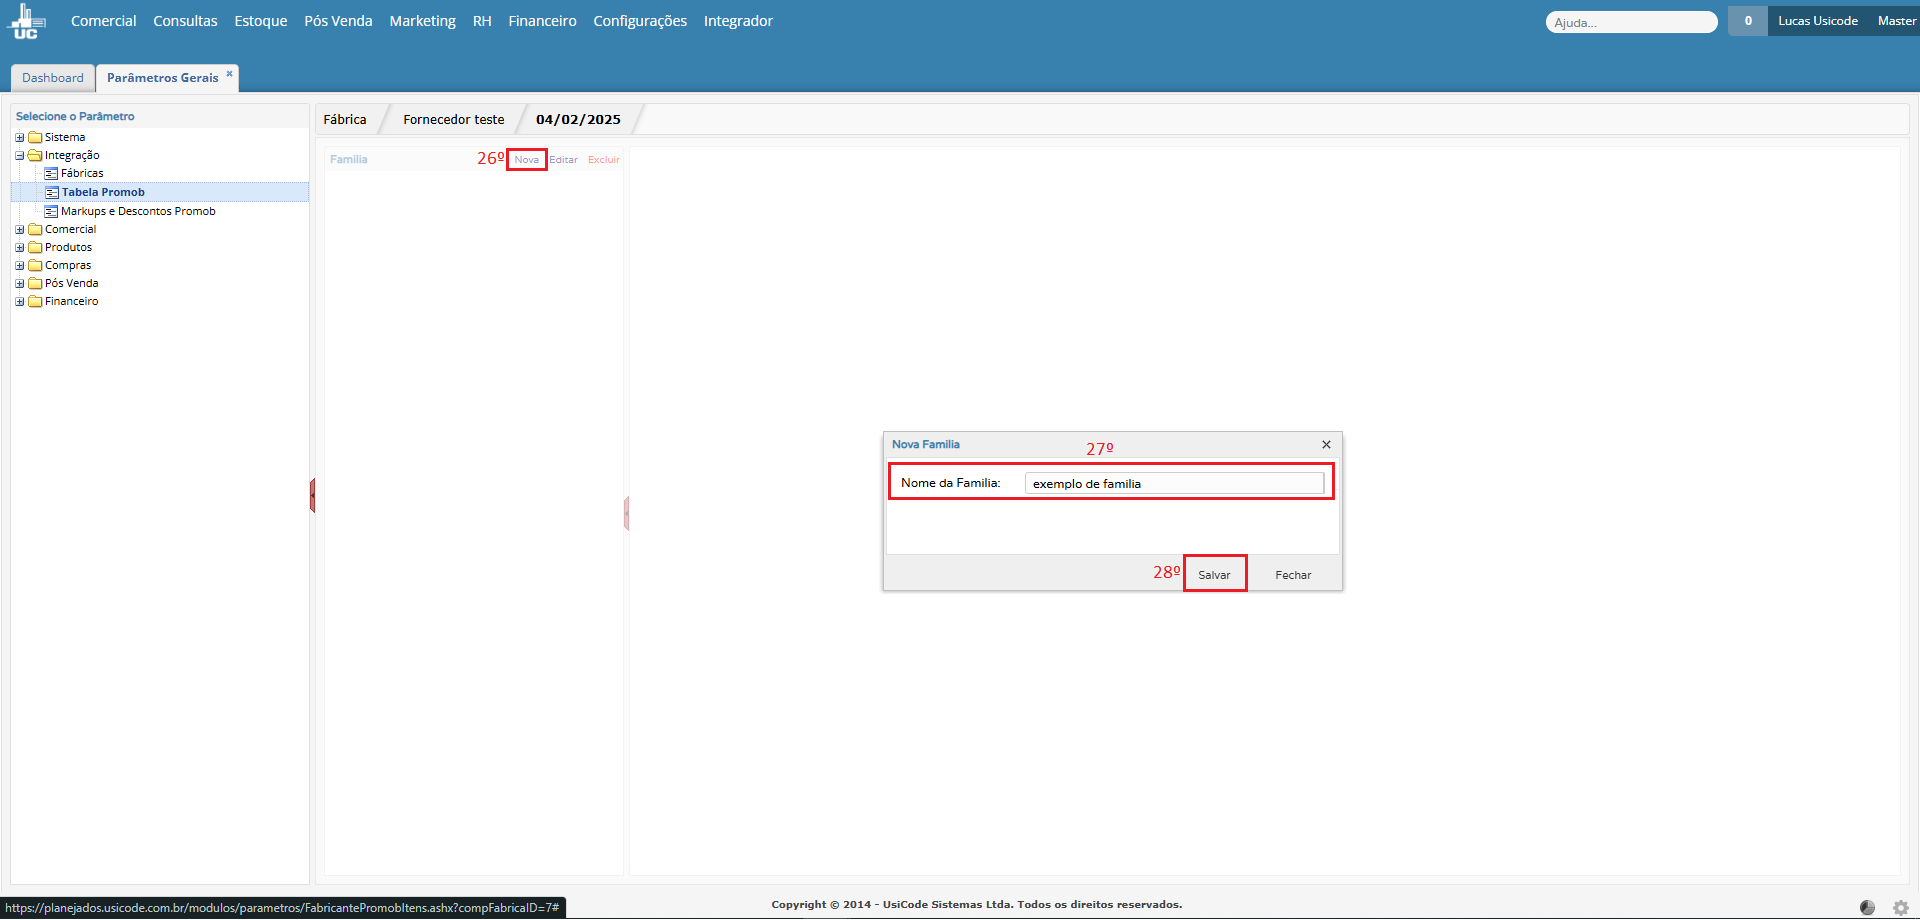 UC
Comercial Consultas Estoque Pós Venda Marketing RH Financeiro Configurações Integrador
Ajuda...
0 Lucas Usicode Master
Dashboard Parâmetros Gerais
Selecione o Parâmetro
Sistema
Integração
Fábricas
Tabela Promob
Markups e Descontos Promob
Comercial
Produtos
Compras
Pós Venda
Financeiro
Fábrica Fornecedor teste 04/02/2025
Familia 26º Nova Editar Excluir
Nova Familia
27º
Nome da Familia: exemplo de familia
28º Salvar Fechar
https://planejados.usicode.com.br/modulos/parametros/FabricantePromobItens.ashx?compFabricaID=7#
Copyright © 2014 - UsiCode Sistemas Ltda. Todos os direitos reservados.